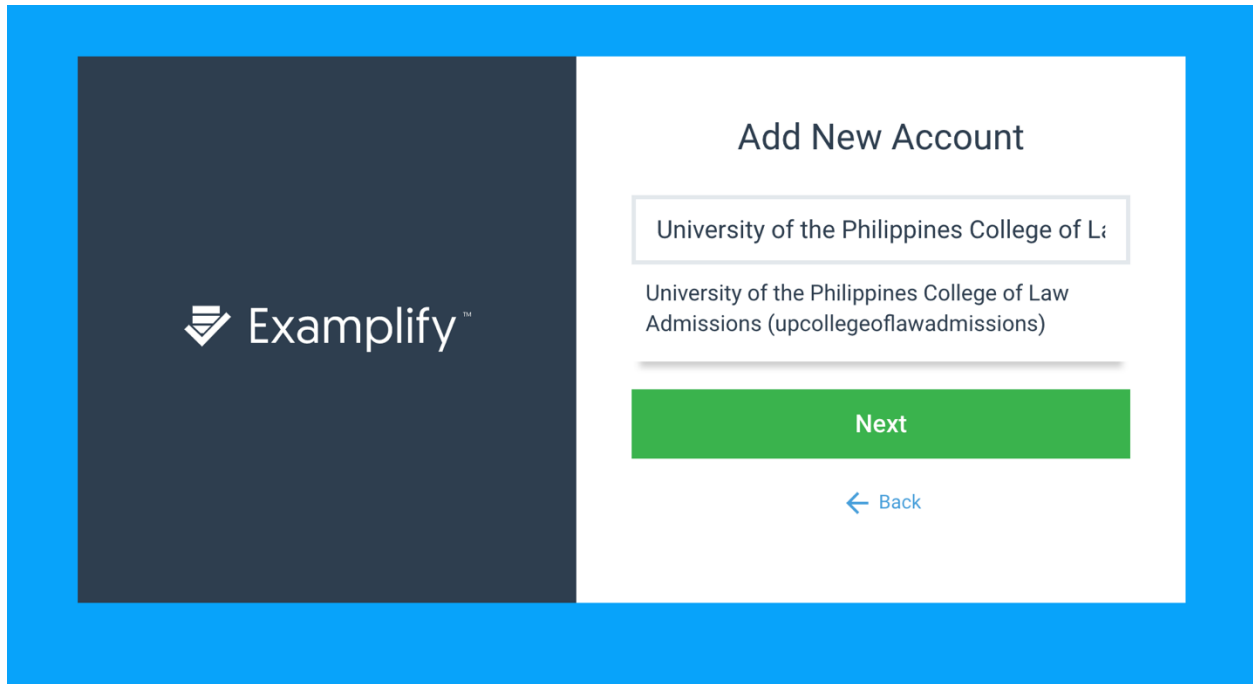 Add New Account
University of the Philippines College of La
University of the Philippines College of Law
Admissions (upcollegeoflawadmissions)
Examplify™
Next
Back